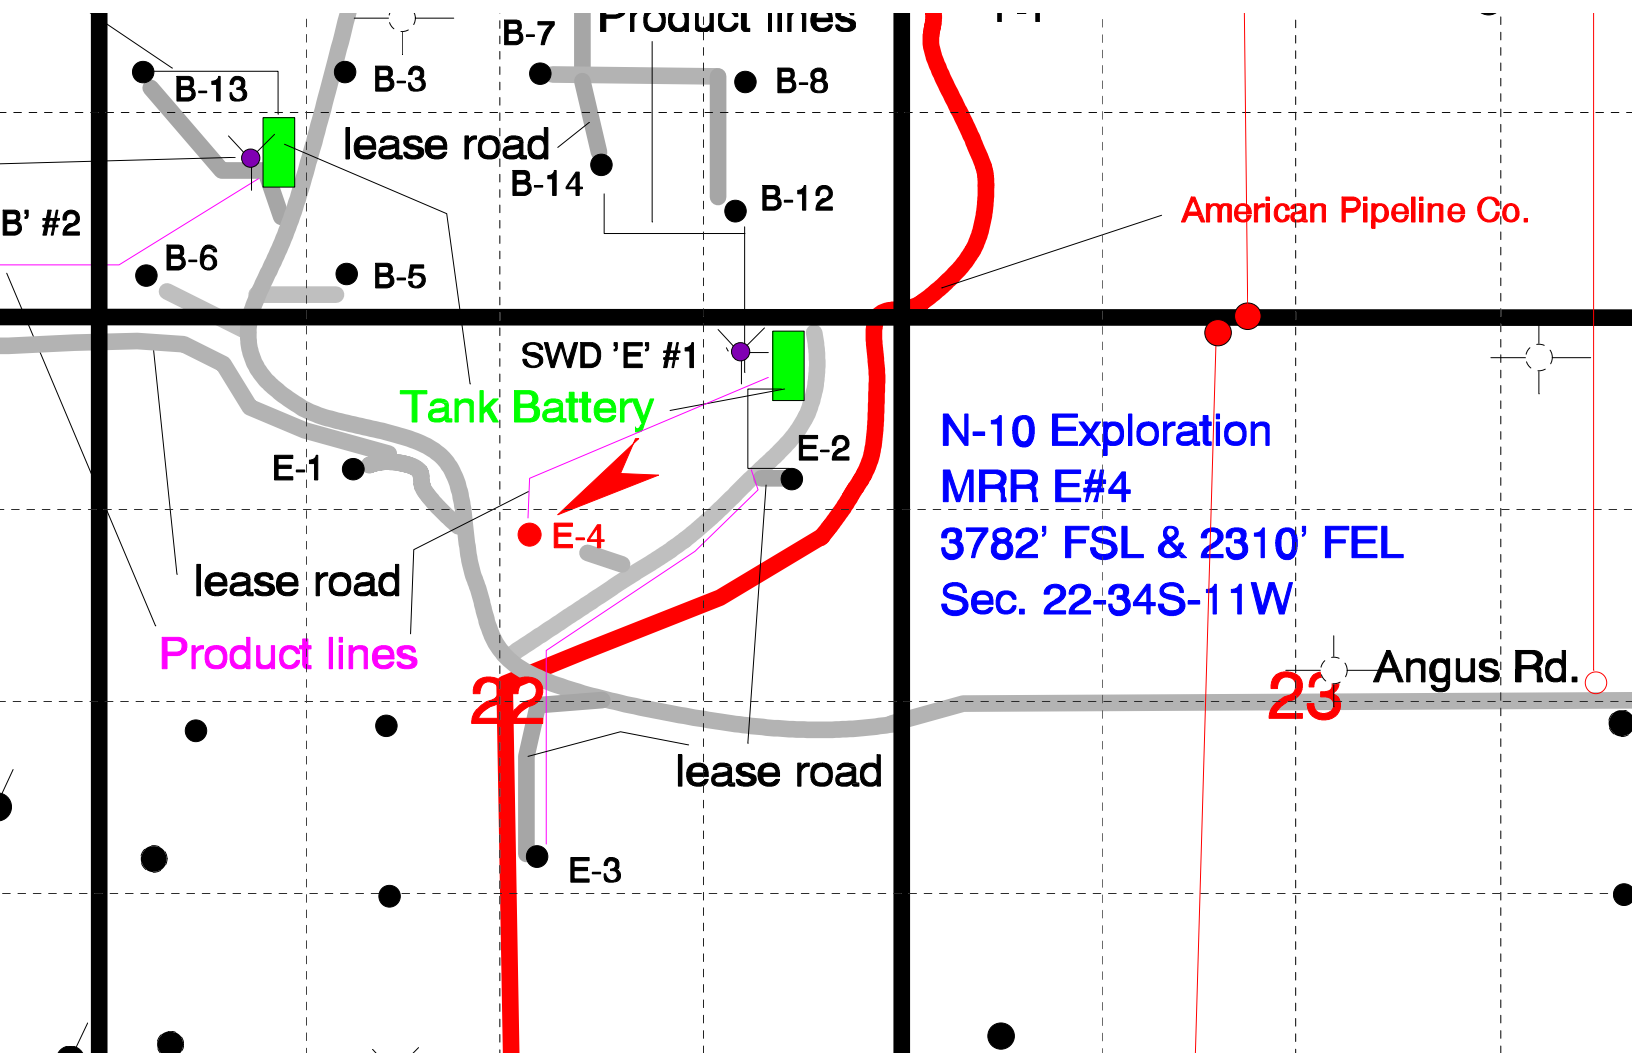 Product lines
B-7
B-13
B-3
B-8
lease road
B-14
B-12
American Pipeline Co.
B' #2
B-6
B-5
SWD 'E' #1
Tank Battery
E-2
N-10 Exploration
E-1
MRR E#4
E-4
3782' FSL & 2310' FEL
lease road
Sec. 22-34S-11W
Product lines
Angus Rd.
22
23
lease road
E-3